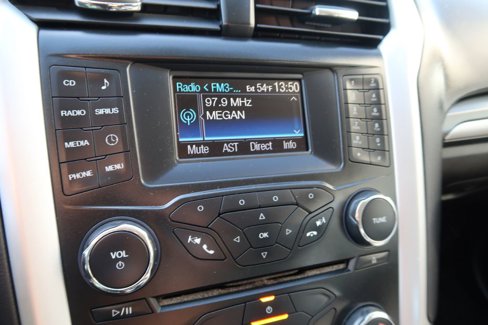 Radio < FM3-... Ext 54°F 13:50
97.9 MHz
MEGAN
Mute AST Direct Info
CD
RADIO SIRIUS
MEDIA
PHONE MENU
OK
VOL
TUNE